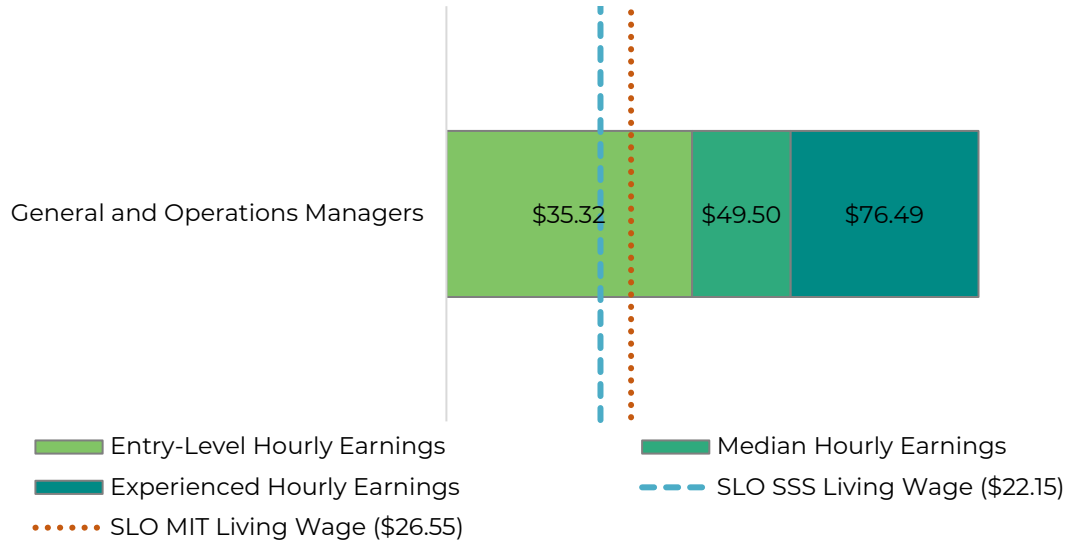 General and Operations Managers
$35.32
$49.50
$76.49
Entry-Level Hourly Earnings
Median Hourly Earnings
Experienced Hourly Earnings
SLO SSS Living Wage ($22.15)
SLO MIT Living Wage ($26.55)